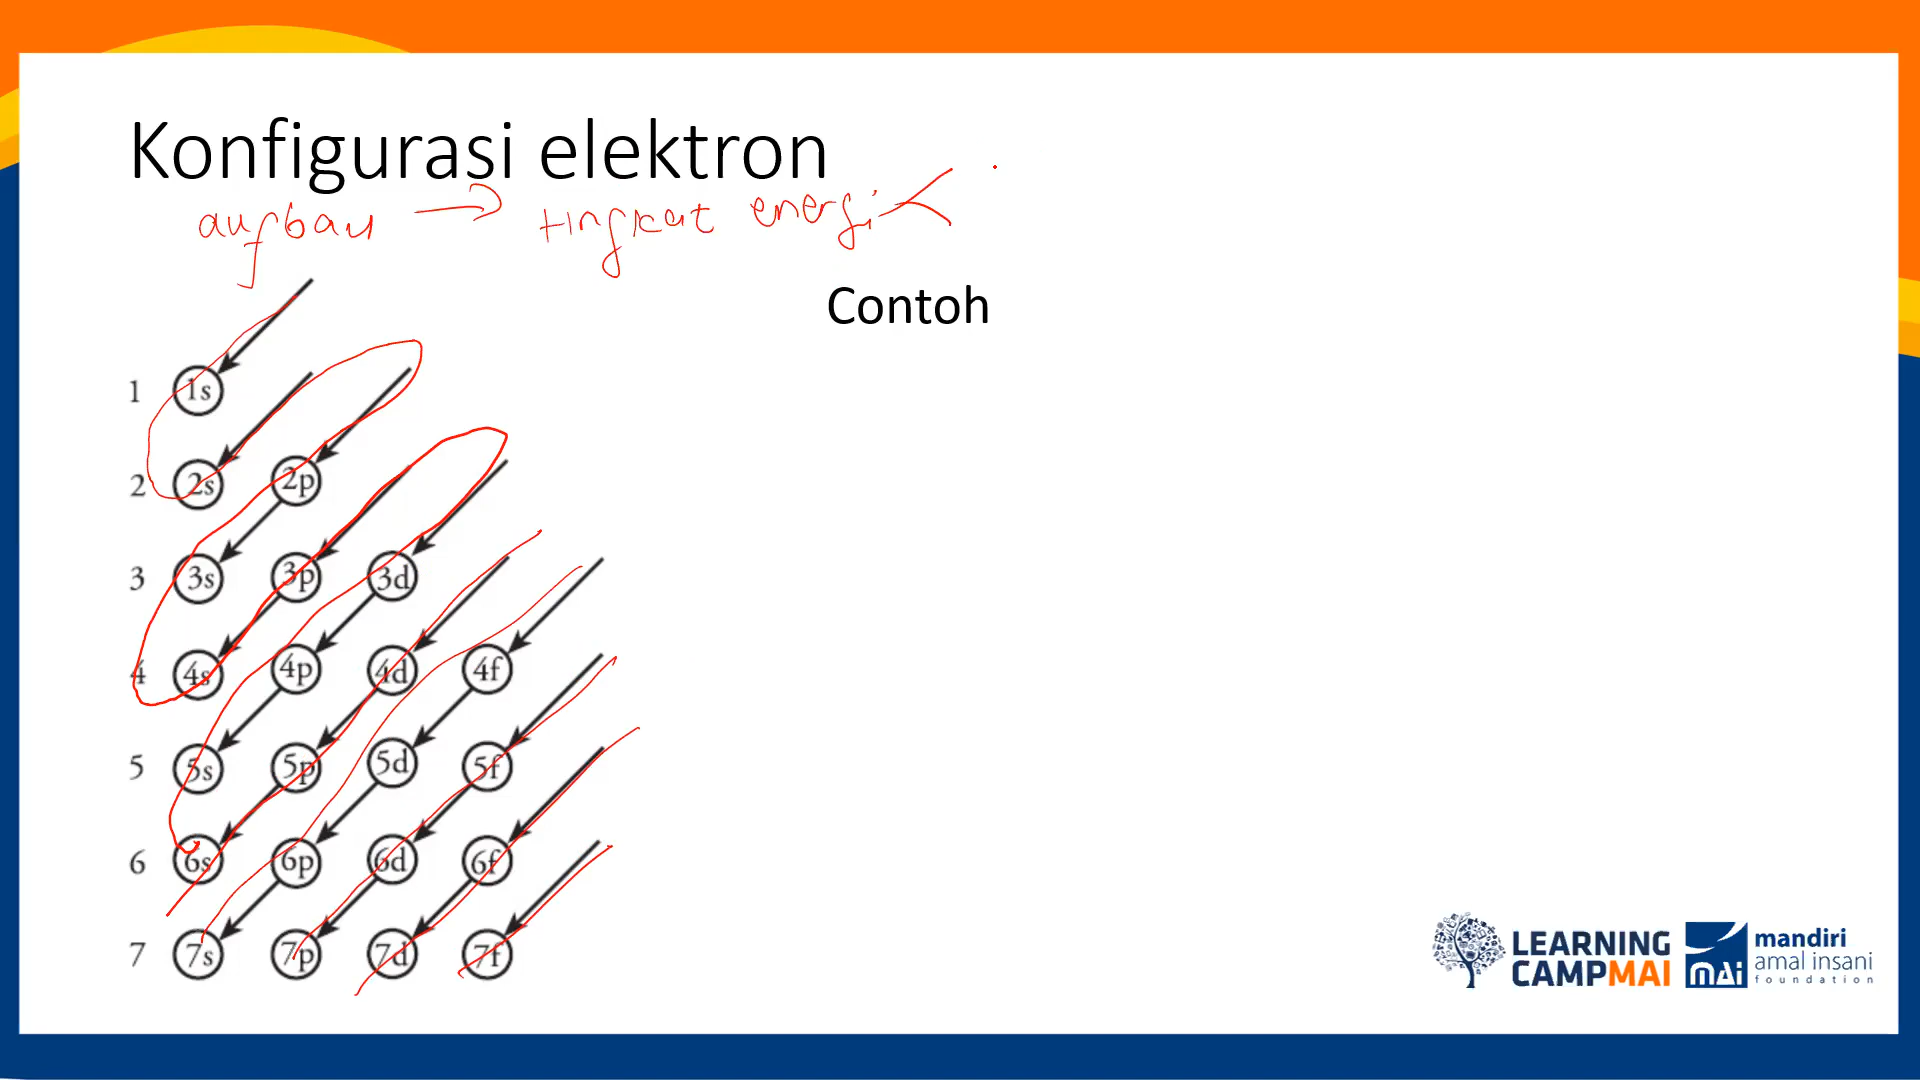 Konfigurasi elektron
aufbau → tingkat energi
Contoh
1 1s
2 2s 2p
3 3s 3p 3d
4 4s 4p 4d 4f
5 5s 5p 5d 5f
6 6s 6p 6d 6f
7 7s 7p 7d 7f
LEARNING
CAMPMAI
MAI
mandiri
amal insani
foundation